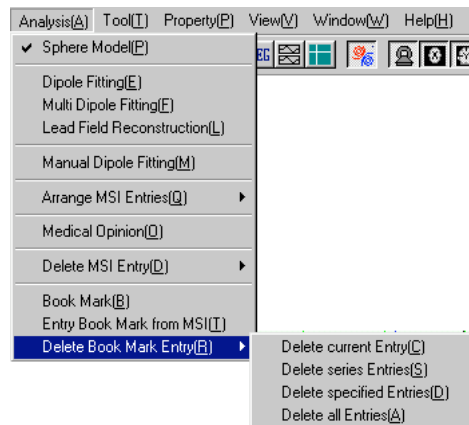 Analysis(A) Tool(T) Property(P) View(V) Window(W) Help(H)
✓ Sphere Model(P)
Dipole Fitting(E)
Multi Dipole Fitting(F)
Lead Field Reconstruction(L)
Manual Dipole Fitting(M)
Arrange MSI Entries(Q)
Medical Opinion(O)
Delete MSI Entry(D)
Book Mark(B)
Entry Book Mark from MSI(T)
Delete Book Mark Entry(R)
Delete current Entry(C)
Delete series Entries(S)
Delete specified Entries(D)
Delete all Entries(A)